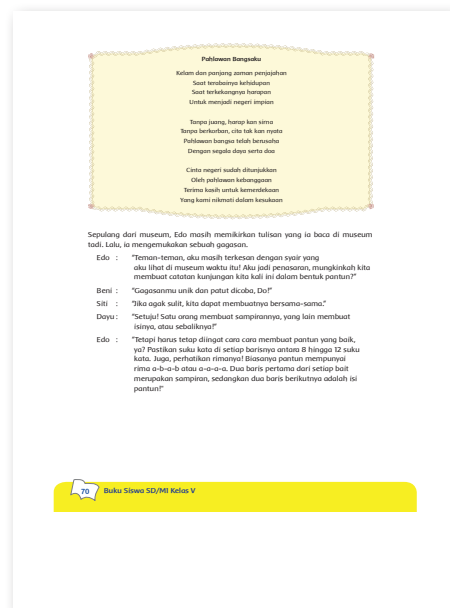 Pahlawan Bangsaku
Kelam dan panjang zaman penjajahan
Saat terabainya kehidupan
Saat terkekangnya harapan
Untuk menjadi negeri impian
Tanpa juang, harap kan sirna
Tanpa berkorban, cita tak kan nyata
Pahlawan bangsa telah berusaha
Dengan segala daya serta doa
Cinta negeri sudah ditunjukkan
Oleh pahlawan kebanggaan
Terima kasih untuk kemerdekaan
Yang kami nikmati dalam kesukaan
Sepulang dari museum, Edo masih memikirkan tulisan yang ia baca di museum
tadi. Lalu, ia mengemukakan sebuah gagasan.
Edo : "Teman-teman, aku masih terkesan dengan syair yang
aku lihat di museum waktu itu! Aku jadi penasaran, mungkinkah kita
membuat catatan kunjungan kita kali ini dalam bentuk pantun?"
Beni : "Gagasanmu unik dan patut dicoba, Do!"
Siti : "Jika agak sulit, kita dapat membuatnya bersama-sama."
Dayu : "Setuju! Satu orang membuat sampirannya, yang lain membuat
isinya, atau sebaliknya!"
Edo : "Tetapi harus tetap diingat cara cara membuat pantun yang baik,
ya? Pastikan suku kata di setiap barisnya antara 8 hingga 12 suku
kata. Juga, perhatikan rimanya! Biasanya pantun mempunyai
rima a-b-a-b atau a-a-a-a. Dua baris pertama dari setiap bait
merupakan sampiran, sedangkan dua baris berikutnya adalah isi
pantun!"
70 Buku Siswa SD/MI Kelas V